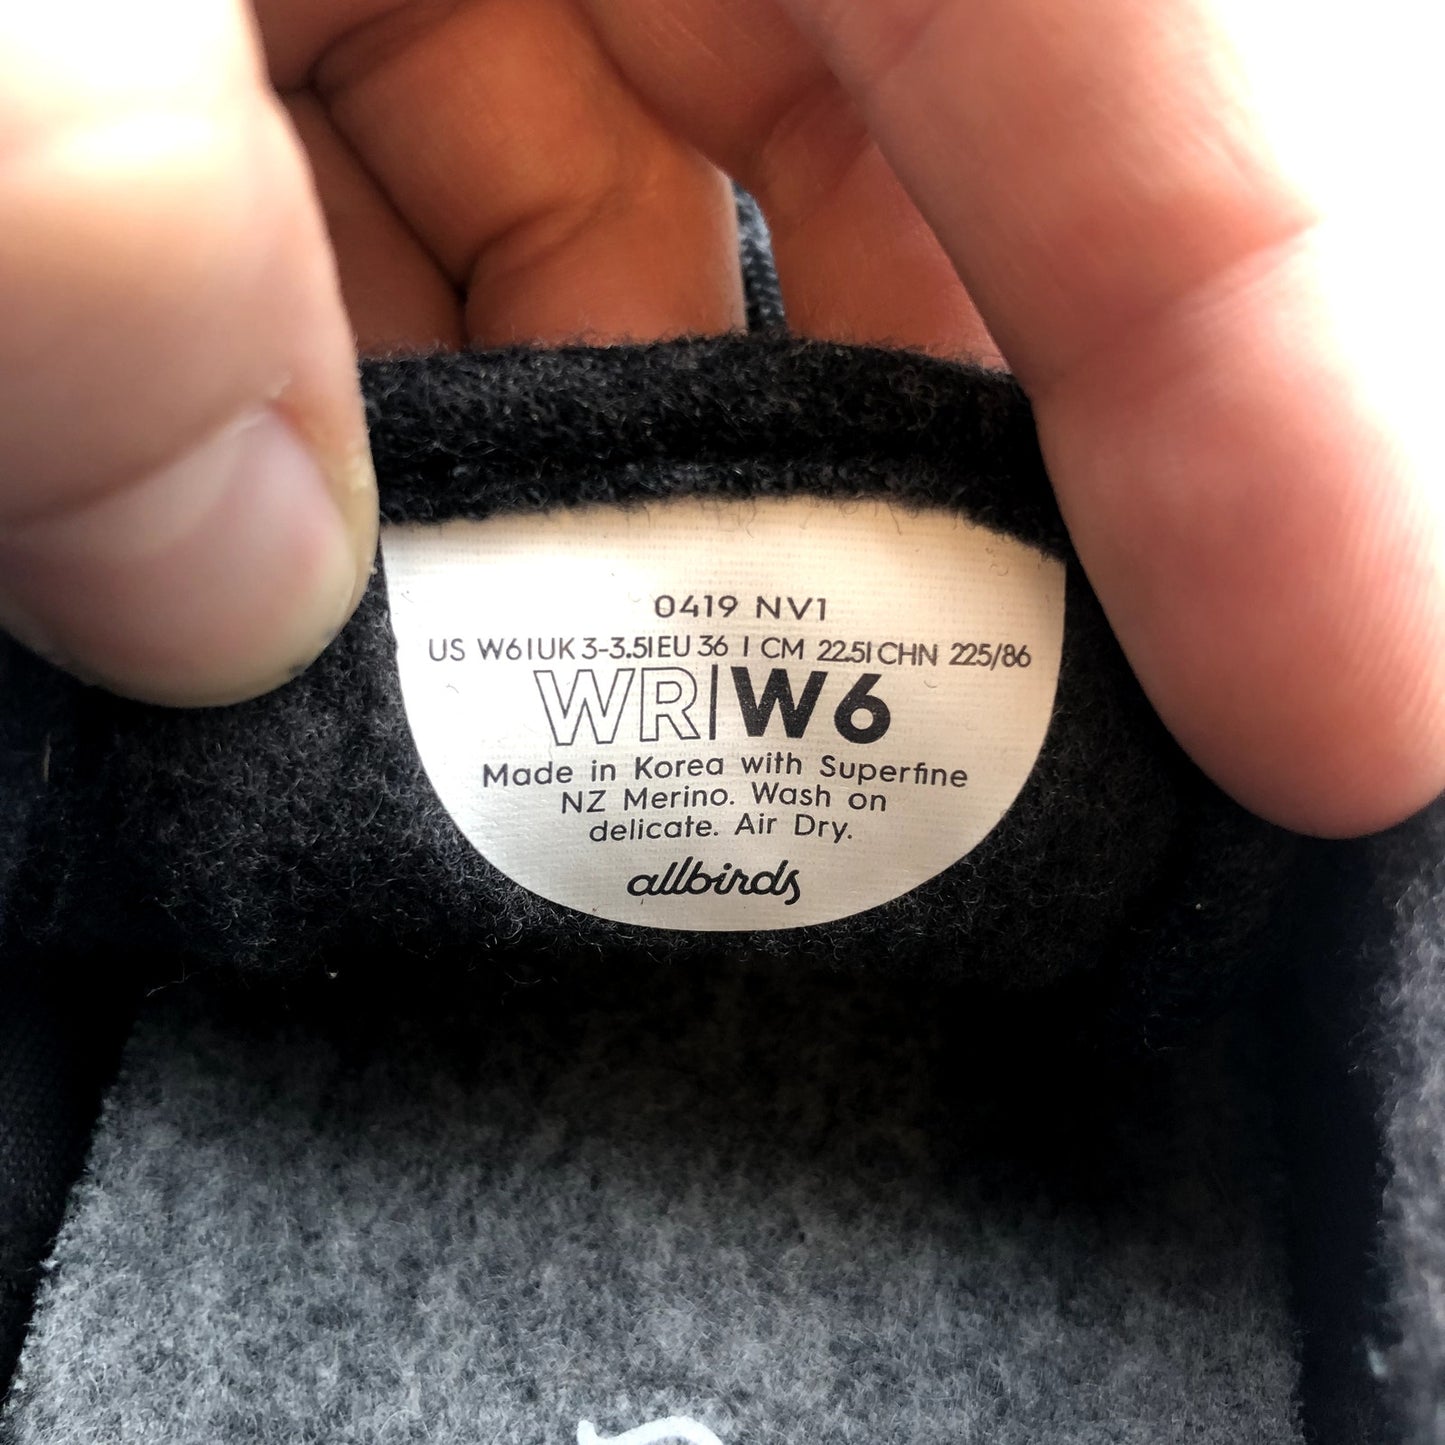 0419 NV1
US W6|UK 3-3.5|EU 36 | CM 22.5|CHN 225/86
WR|W6
Made in Korea with Superfine
NZ Merino. Wash on
delicate. Air Dry.
allbirds